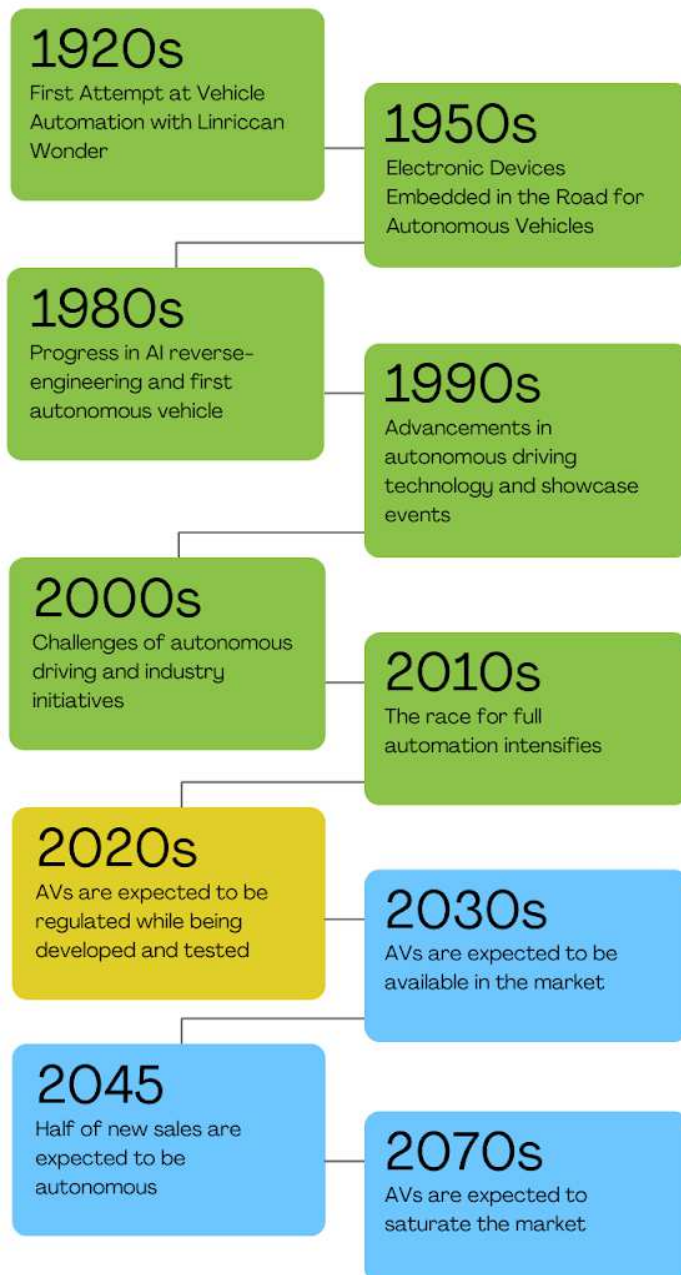 1920s
First Attempt at Vehicle
Automation with Linriccan
Wonder
1950s
Electronic Devices
Embedded in the Road for
Autonomous Vehicles
1980s
Progress in AI reverse-
engineering and first
autonomous vehicle
1990s
Advancements in
autonomous driving
technology and showcase
events
2000s
Challenges of autonomous
driving and industry
initiatives
2010s
The race for full
automation intensifies
2020s
AVs are expected to be
regulated while being
developed and tested
2030s
AVs are expected to be
available in the market
2045
Half of new sales are
expected to be
autonomous
2070s
AVs are expected to
saturate the market